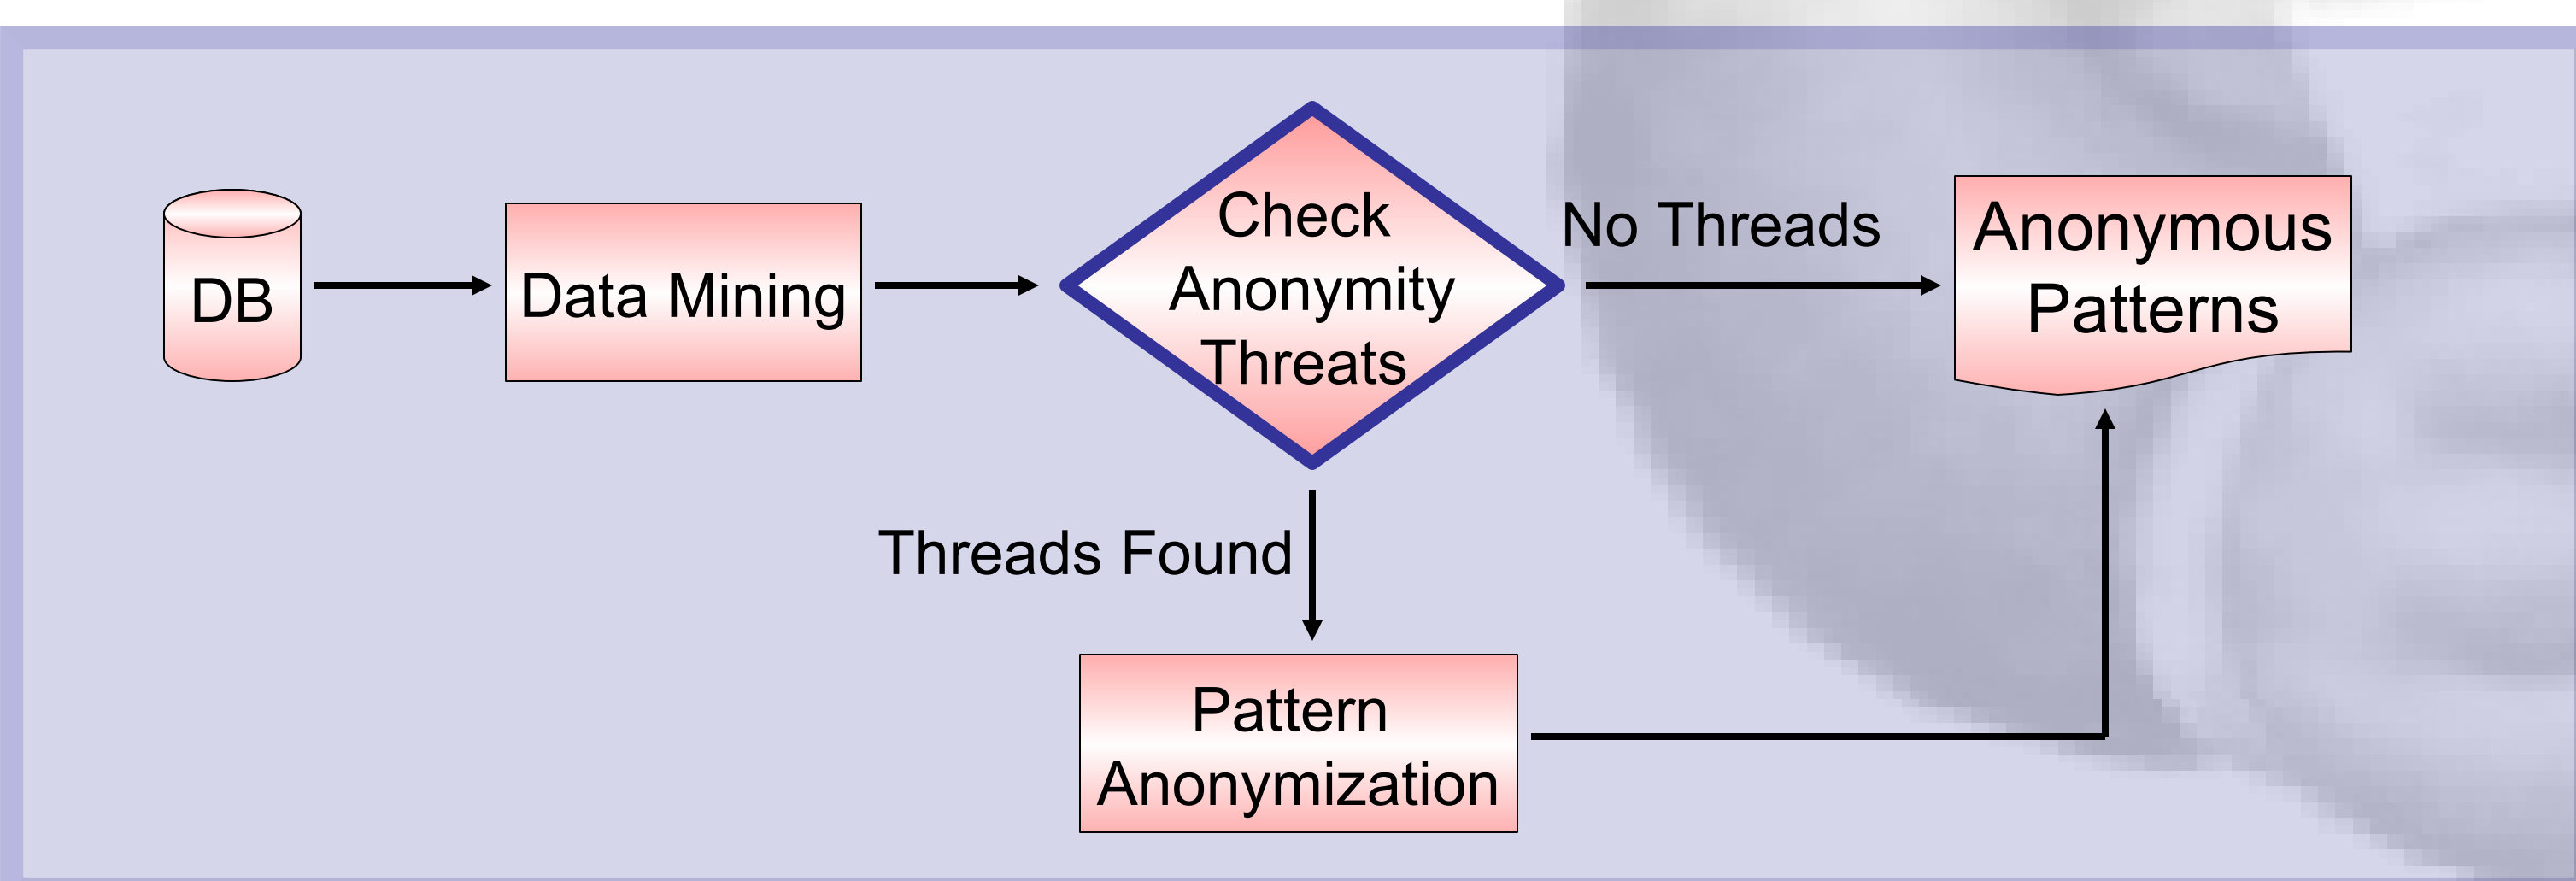 DB
Data Mining
Check
Anonymity
Threats
No Threads
Anonymous
Patterns
Threads Found
Pattern
Anonymization